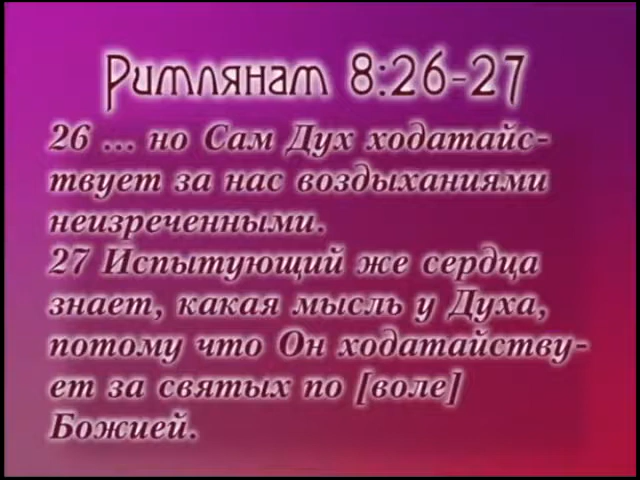 Римлянам 8:26-27
26 ... но Сам Дух ходатайс-
твует за нас воздыханиями
неизреченными.
27 Испытующий же сердца
знает, какая мысль у Духа,
потому что Он ходатайству-
ет за святых по [воле]
Божией.